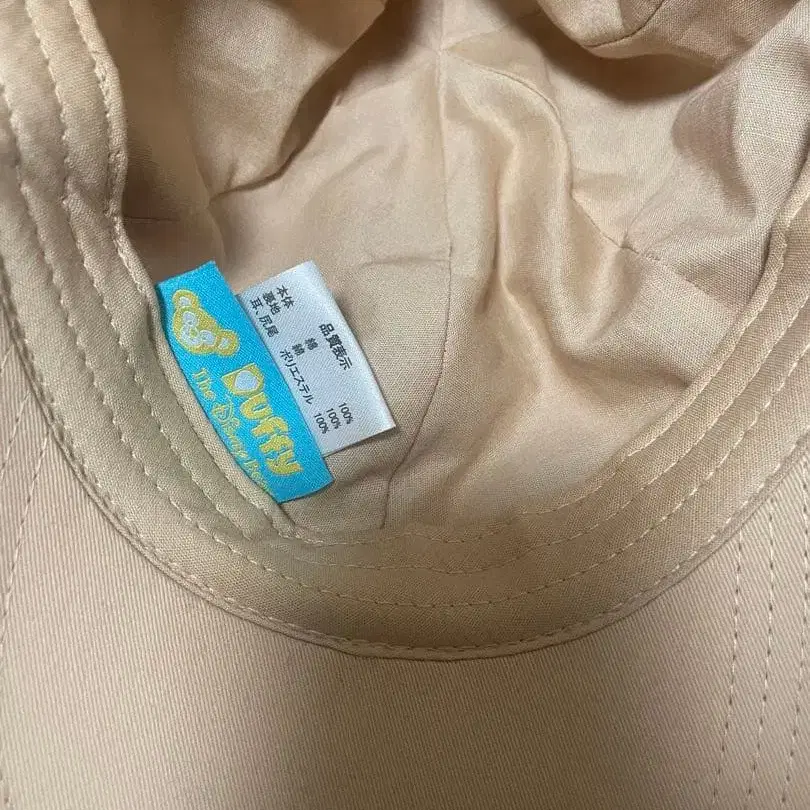 Duffy
The Disney Bear
品質表示
本体 綿 100%
裏地 綿 100%
耳、尻尾 ポリエステル 100%